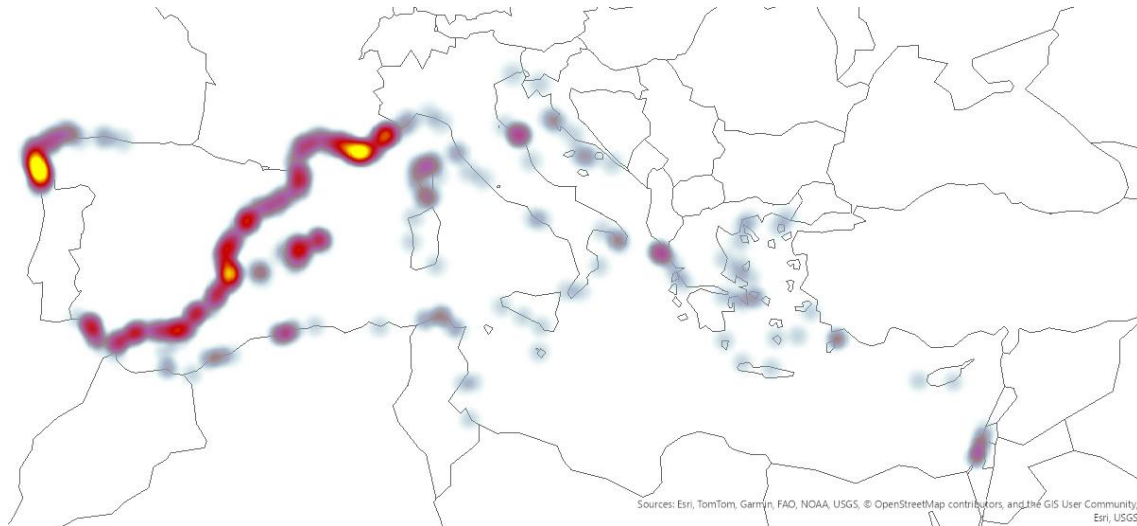 Sources: Esri, TomTom, Garmin, FAO, NOAA, USGS, © OpenStreetMap contributors, and the GIS User Community,
Esri, USGS